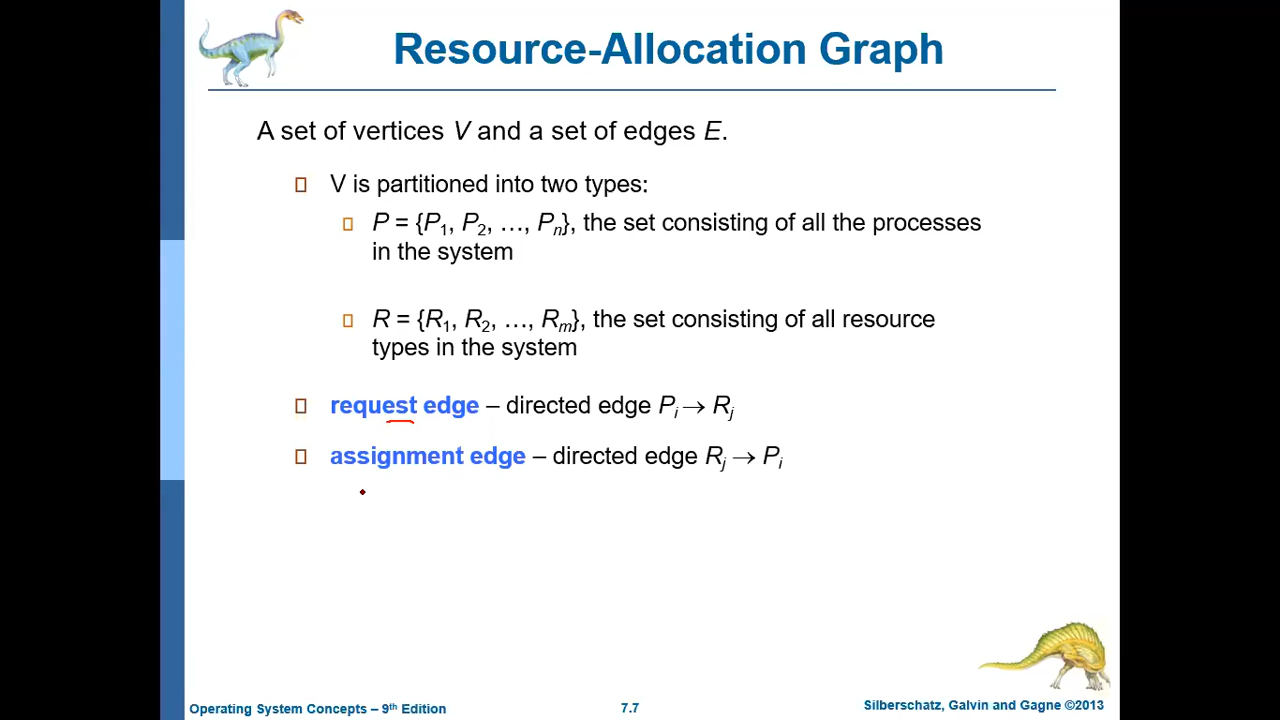 Resource-Allocation Graph
A set of vertices V and a set of edges E.
V is partitioned into two types:
P = {P1, P2, …, Pn}, the set consisting of all the processes
in the system
R = {R1, R2, …, Rm}, the set consisting of all resource
types in the system
request edge – directed edge Pi → Rj
assignment edge – directed edge Rj → Pi
Operating System Concepts – 9th Edition
7.7
Silberschatz, Galvin and Gagne ©2013